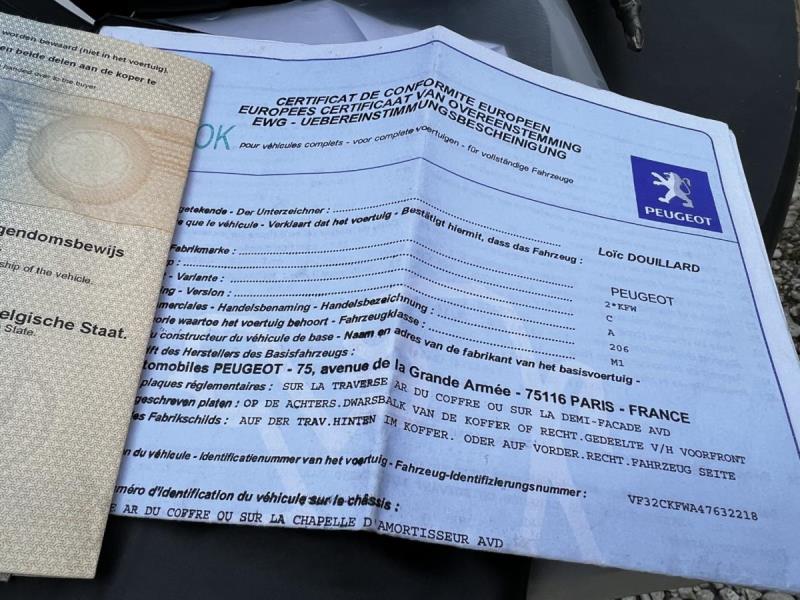 worden bewaard (niet in het voertuig).
en beide delen aan de koper te
handed over to the buyer.
gendomsbewijs
ship of the vehicle.
elgische Staat.
State.
CERTIFICAT DE CONFORMITE EUROPEEN
EUROPEES CERTIFICAAT VAN OVEREENSTEMMING
EWG - UEBEREINSTIMMUNGSBESCHEINIGUNG
OK
pour véhicules complets - voor complete voertuigen - für vollständige Fahrzeuge
PEUGEOT
getekende - Der Unterzeichner : Loïc DOUILLARD
e que le véhicule - Verklaart dat het voertuig - Bestätigt hiermit, dass das Fahrzeug :
Fabrikmarke : PEUGEOT
p : 2*KFW
- Variante : C
ng - Version : A
merciales - Handelsbenaming - Handelsbezeichnung : 206
orie waartoe het voertuig behoort - Fahrzeugklasse : M1
u constructeur du véhicule de base - Naam en adres van de fabrikant van het basisvoertuig -
ft des Herstellers des Basisfahrzeugs :
tomobiles PEUGEOT - 75, avenue de la Grande Armée - 75116 PARIS - FRANCE
plaques réglementaires : SUR LA TRAVERSE AR DU COFFRE OU SUR LA DEMI-FACADE AVD
geschreven platen : OP DE ACHTERS.DWARSBALK VAN DE KOFFER OF RECHT.GEDEELTE V/H VOORFRONT
es Fabrikschilds : AUF DER TRAV.HINTEN IM KOFFER. ODER AUF VORDER.RECHT.FAHRZEUG SEITE
on du véhicule - Identificatienummer van het voertuig - Fahrzeug-Identifizierungsnummer : VF32CKFWA47632218
uméro d'identification du véhicule sur le châssis :
E AR DU COFFRE OU SUR LA CHAPELLE D'AMORTISSEUR AVD